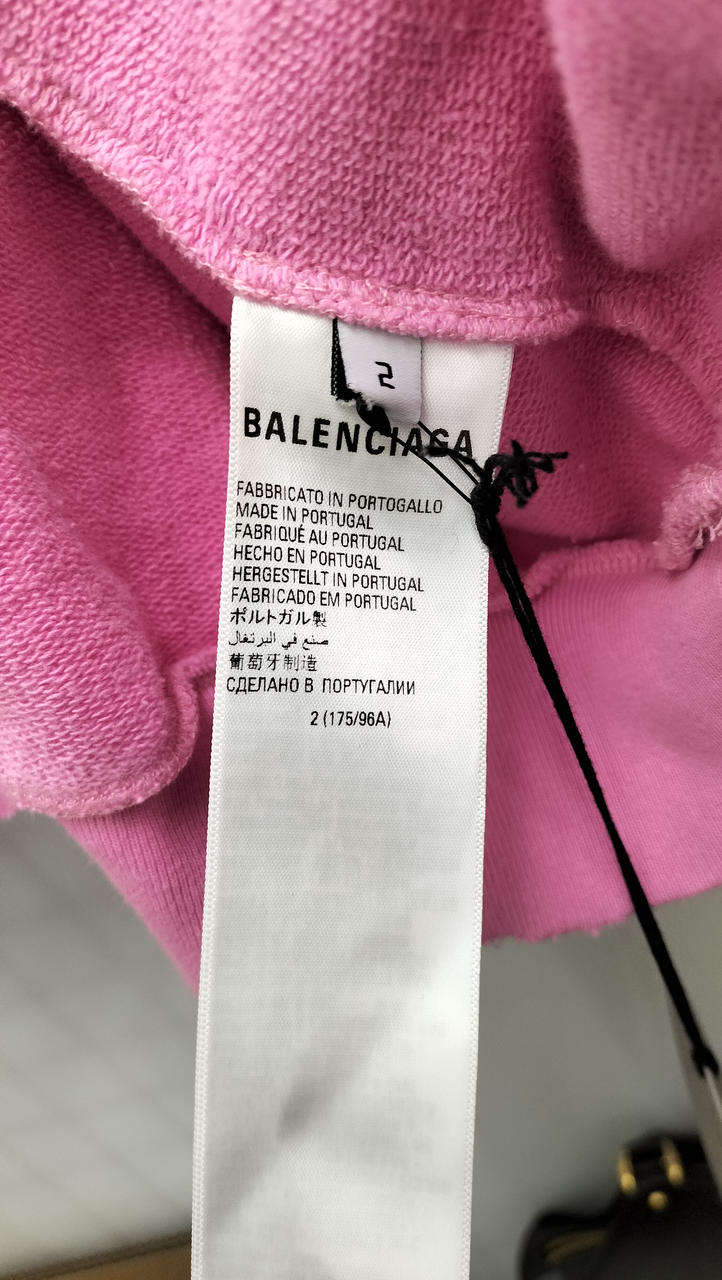 2
BALENCIAGA
FABBRICATO IN PORTOGALLO
MADE IN PORTUGAL
FABRIQUÉ AU PORTUGAL
HECHO EN PORTUGAL
HERGESTELLT IN PORTUGAL
FABRICADO EM PORTUGAL
ポルトガル製
صنع في البرتغال
葡萄牙制造
СДЕЛАНО В ПОРТУГАЛИИ
2 (175/96A)